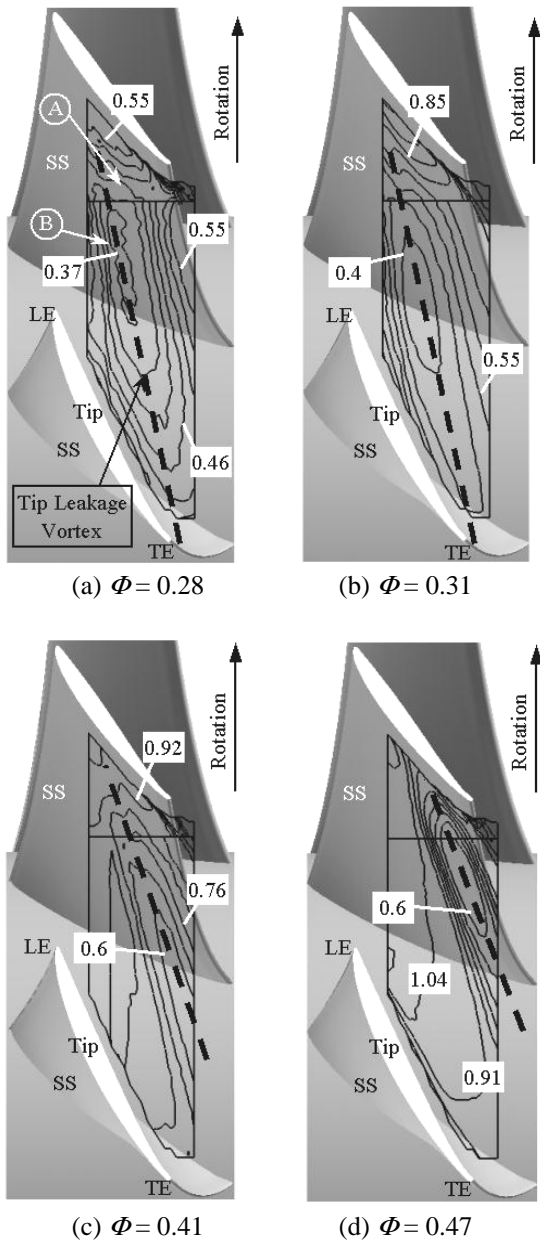 A
0.55
Rotation
SS
B
0.55
0.37
LE
Tip
SS
0.46
Tip Leakage
Vortex
TE
(a) Φ = 0.28
0.85
Rotation
SS
0.4
LE
0.55
Tip
SS
TE
(b) Φ = 0.31
0.92
Rotation
SS
0.76
0.6
LE
Tip
SS
TE
(c) Φ = 0.41
Rotation
SS
0.6
LE
1.04
Tip
0.91
SS
TE
(d) Φ = 0.47